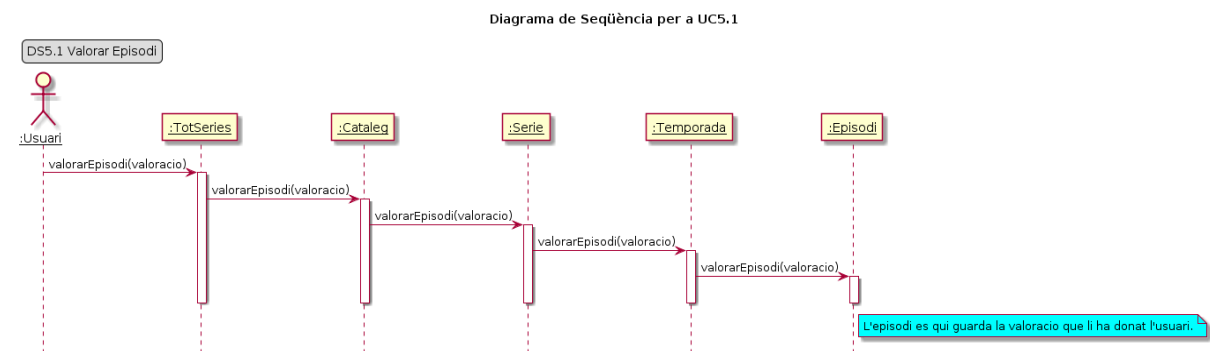 Diagrama de Seqüència per a UC5.1
DS5.1 Valorar Episodi
:Usuari
:TotSeries
:Cataleg
:Serie
:Temporada
:Episodi
valorarEpisodi(valoracio)
valorarEpisodi(valoracio)
valorarEpisodi(valoracio)
valorarEpisodi(valoracio)
valorarEpisodi(valoracio)
L'episodi es qui guarda la valoracio que li ha donat l'usuari.